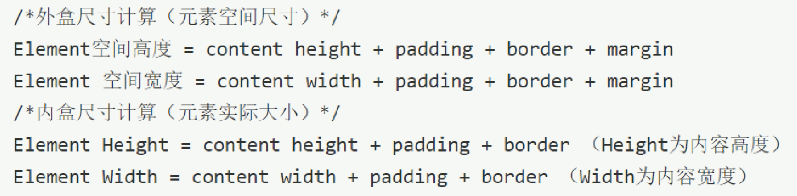 /*外盒尺寸计算（元素空间尺寸）*/
Element空间高度 = content height + padding + border + margin
Element 空间宽度 = content width + padding + border + margin
/*内盒尺寸计算（元素实际大小）*/
Element Height = content height + padding + border （Height为内容高度）
Element Width = content width + padding + border （Width为内容宽度）